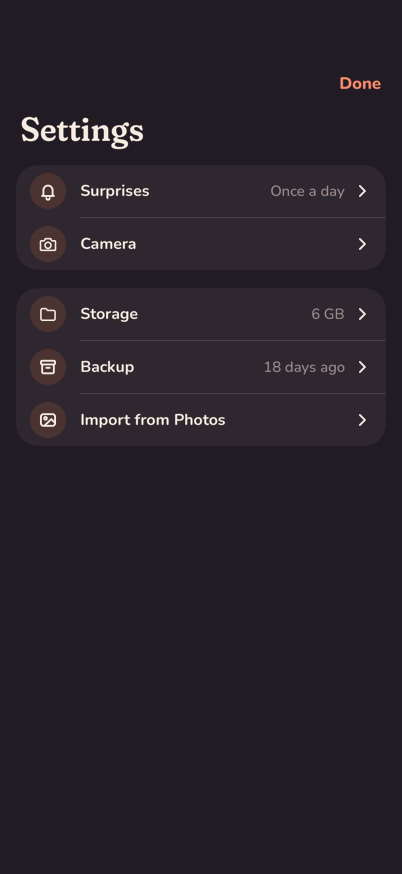 Done
Settings
Surprises Once a day
Camera
Storage 6 GB
Backup 18 days ago
Import from Photos